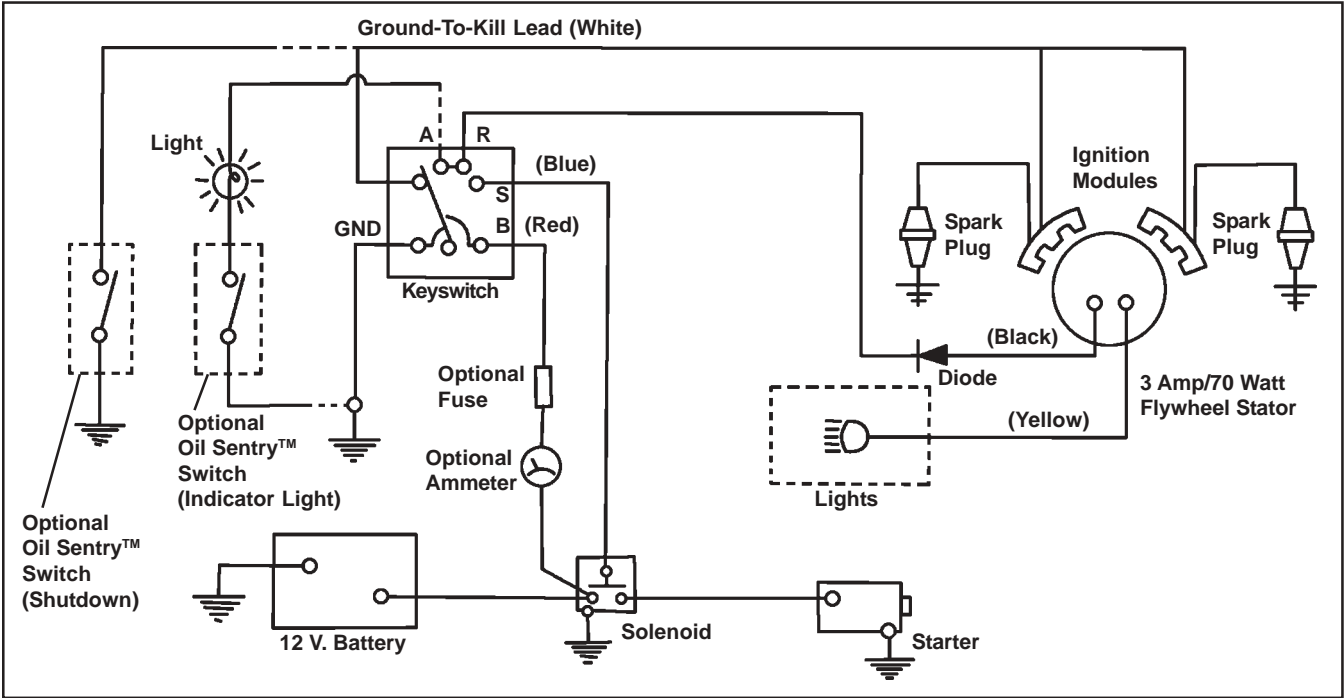 Ground-To-Kill Lead (White)
Light
A
R
(Blue)
S
GND
B
(Red)
Keyswitch
Ignition
Modules
Spark
Plug
Spark
Plug
(Black)
Diode
3 Amp/70 Watt
Flywheel Stator
(Yellow)
Lights
Optional
Fuse
Optional
Ammeter
Optional
Oil Sentry™
Switch
(Indicator Light)
Optional
Oil Sentry™
Switch
(Shutdown)
12 V. Battery
Solenoid
Starter